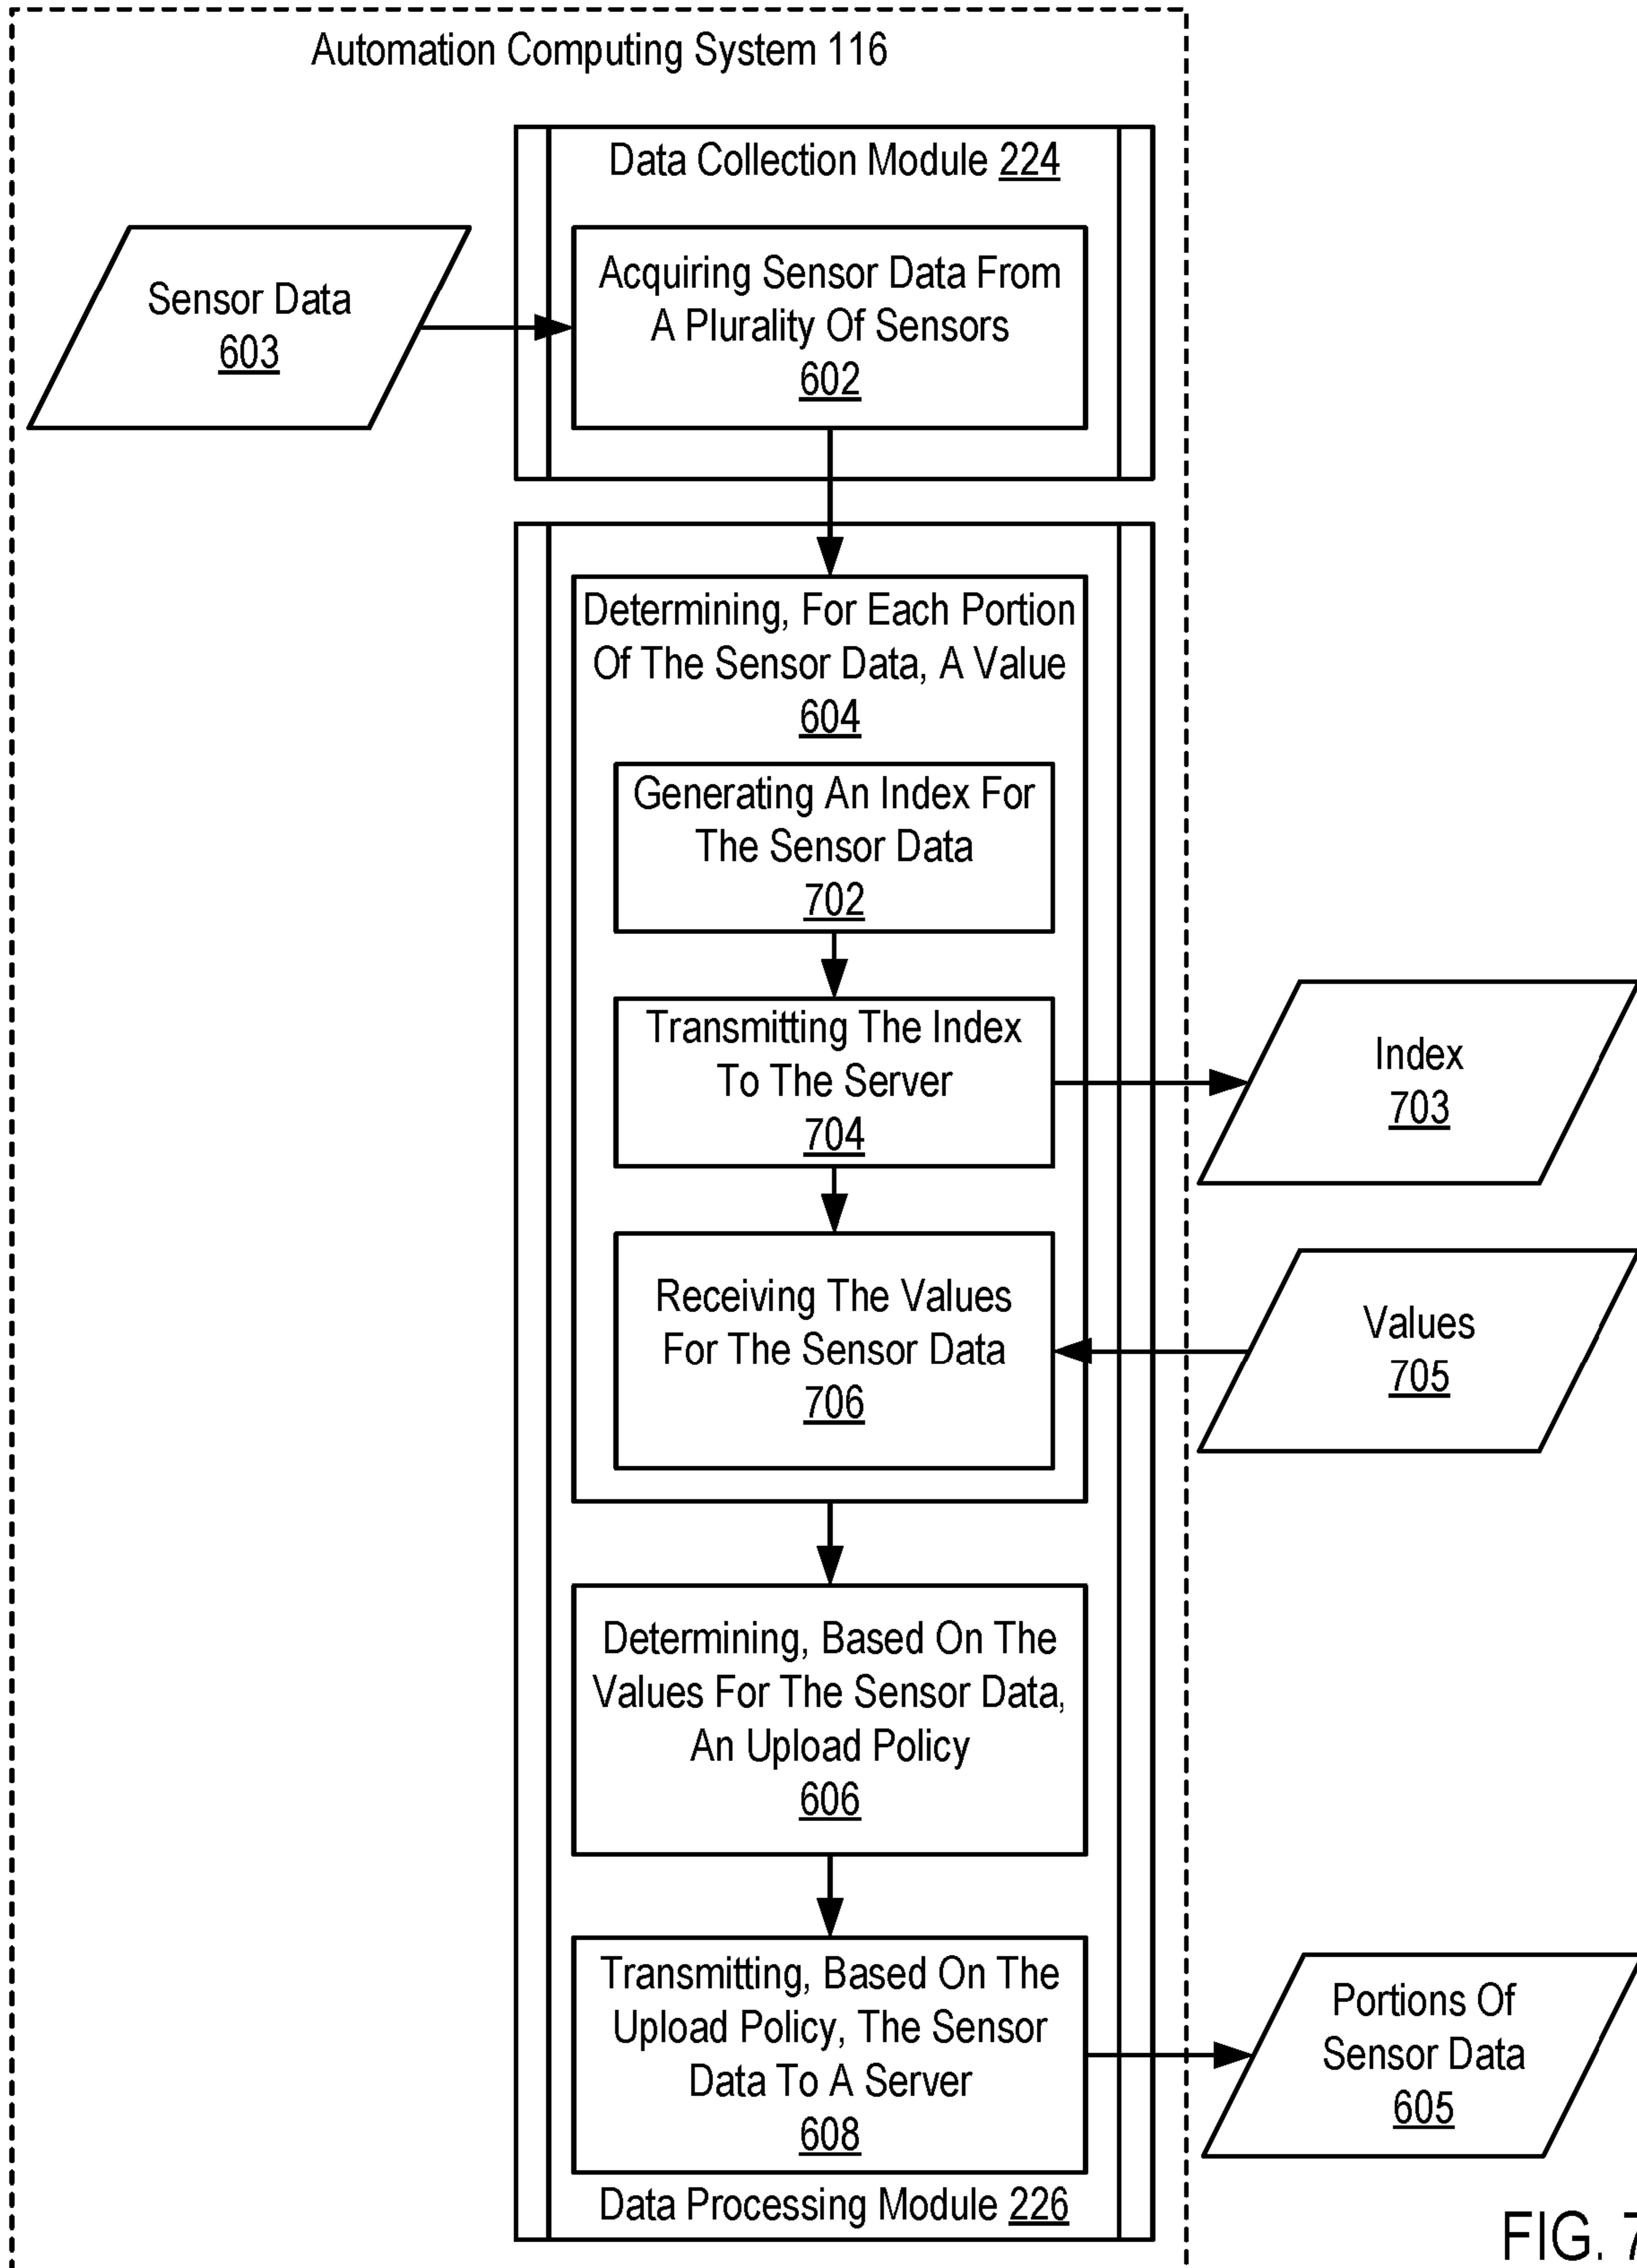 Automation Computing System 116
Data Collection Module 224
Sensor Data
603
Acquiring Sensor Data From
A Plurality Of Sensors
602
Determining, For Each Portion
Of The Sensor Data, A Value
604
Generating An Index For
The Sensor Data
702
Transmitting The Index
To The Server
704
Index
703
Receiving The Values
For The Sensor Data
706
Values
705
Determining, Based On The
Values For The Sensor Data,
An Upload Policy
606
Transmitting, Based On The
Upload Policy, The Sensor
Data To A Server
608
Portions Of
Sensor Data
605
Data Processing Module 226
FIG. 7